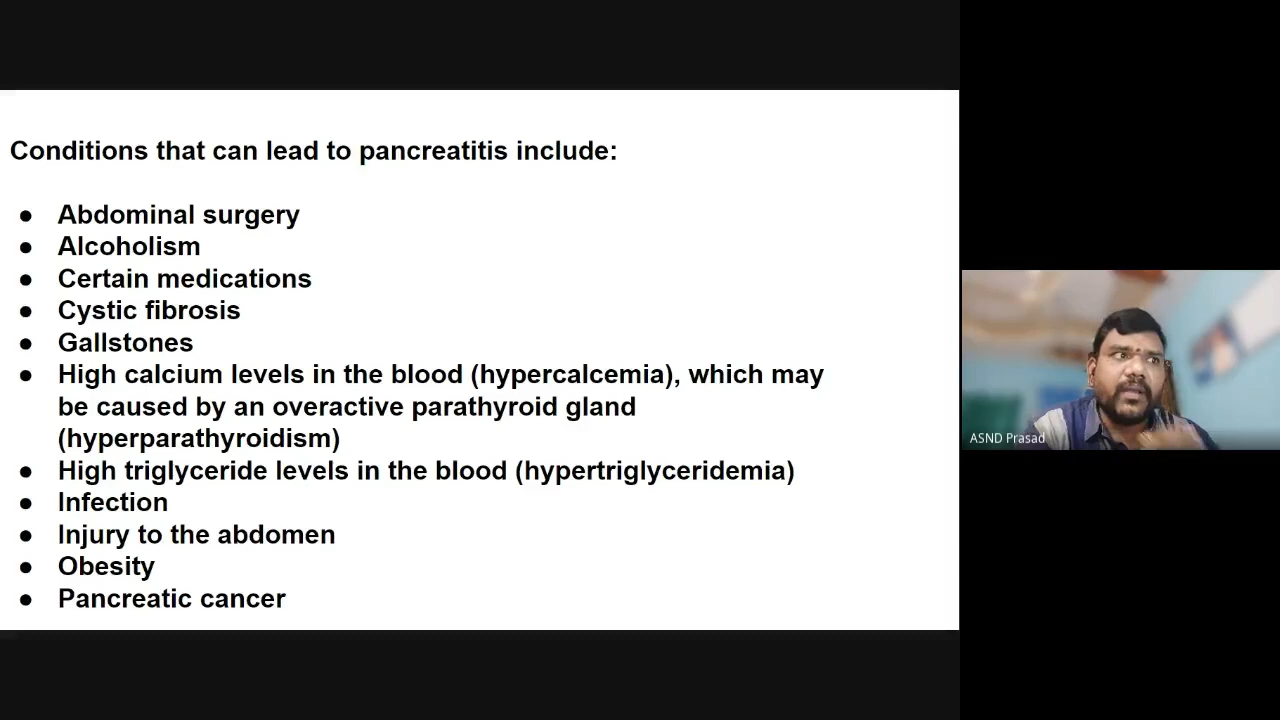 Conditions that can lead to pancreatitis include:
● Abdominal surgery
● Alcoholism
● Certain medications
● Cystic fibrosis
● Gallstones
● High calcium levels in the blood (hypercalcemia), which may
be caused by an overactive parathyroid gland
(hyperparathyroidism)
● High triglyceride levels in the blood (hypertriglyceridemia)
● Infection
● Injury to the abdomen
● Obesity
● Pancreatic cancer
ASND Prasad